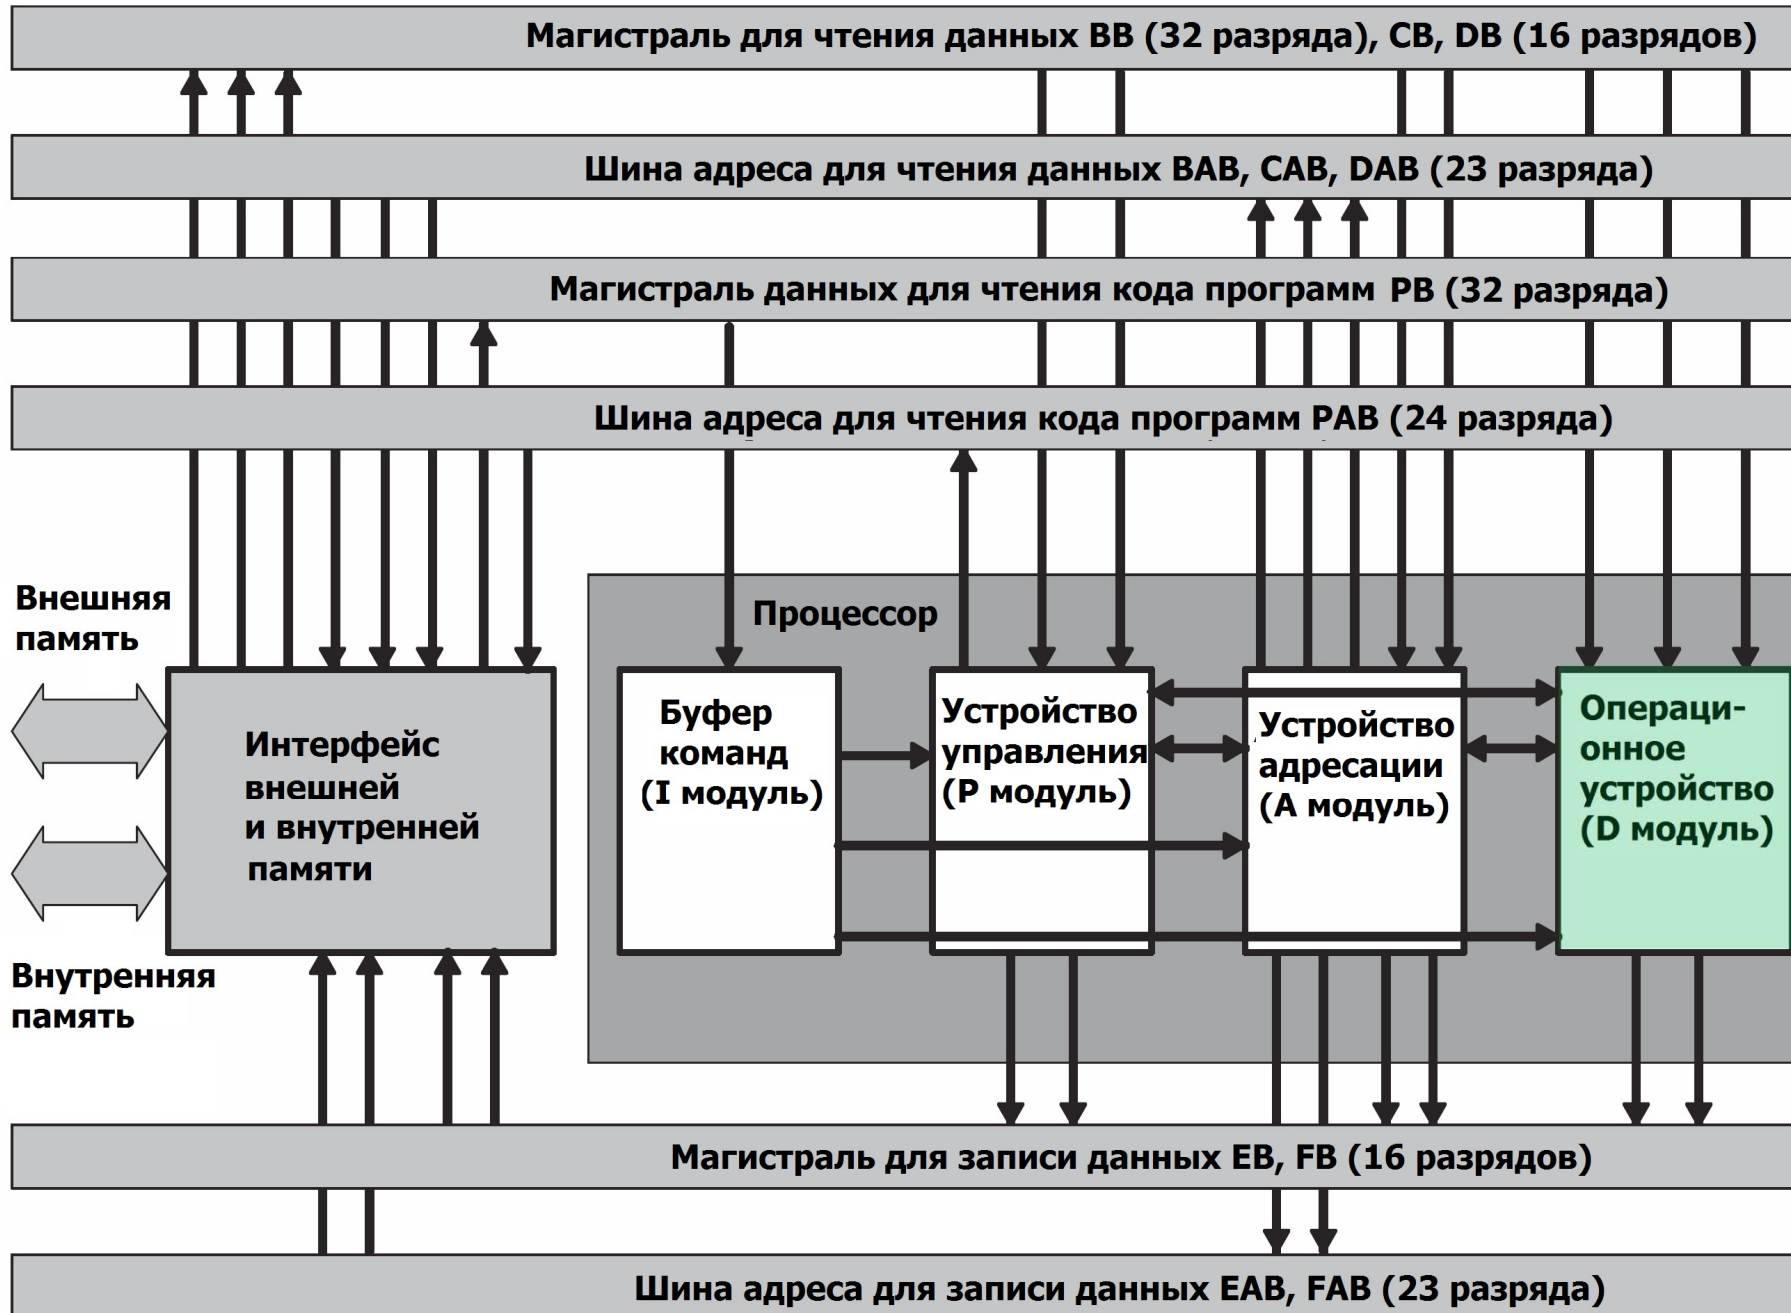 Магистраль для чтения данных BB (32 разряда), CB, DB (16 разрядов)
Шина адреса для чтения данных BAB, CAB, DAB (23 разряда)
Магистраль данных для чтения кода программ PB (32 разряда)
Шина адреса для чтения кода программ PAB (24 разряда)
Внешняя
память
Процессор
Интерфейс
внешней
и внутренней
памяти
Буфер
команд
(I модуль)
Устройство
управления
(P модуль)
Устройство
адресации
(A модуль)
Операци-
онное
устройство
(D модуль)
Внутренняя
память
Магистраль для записи данных EB, FB (16 разрядов)
Шина адреса для записи данных EAB, FAB (23 разряда)